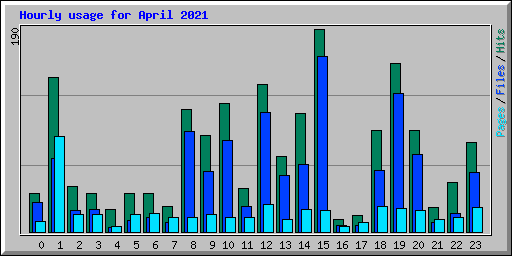 Hourly usage for April 2021
190
Pages/Files/Hits
0 1 2 3 4 5 6 7 8 9 10 11 12 13 14 15 16 17 18 19 20 21 22 23